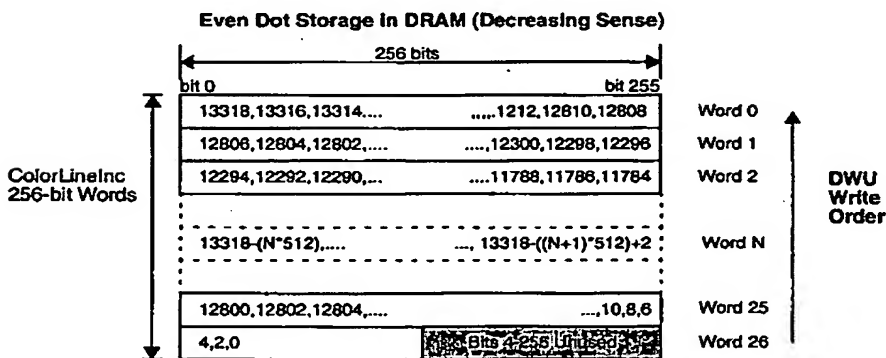 Even Dot Storage in DRAM (Decreasing Sense)
256 bits
bit 0 bit 255
13318,13316,13314.... .....1212,12810,12808 Word 0
12806,12804,12802,.... ....,12300,12298,12296 Word 1
12294,12292,12290,... ....11788,11786,11784 Word 2
ColorLineInc
256-bit Words
DWU
Write
Order
13318-(N*512),.... ..., 13318-((N+1)*512)+2 Word N
12800,12802,12804,.... ...,10,8,6 Word 25
4,2,0 Bits 4-256 Unused Word 26